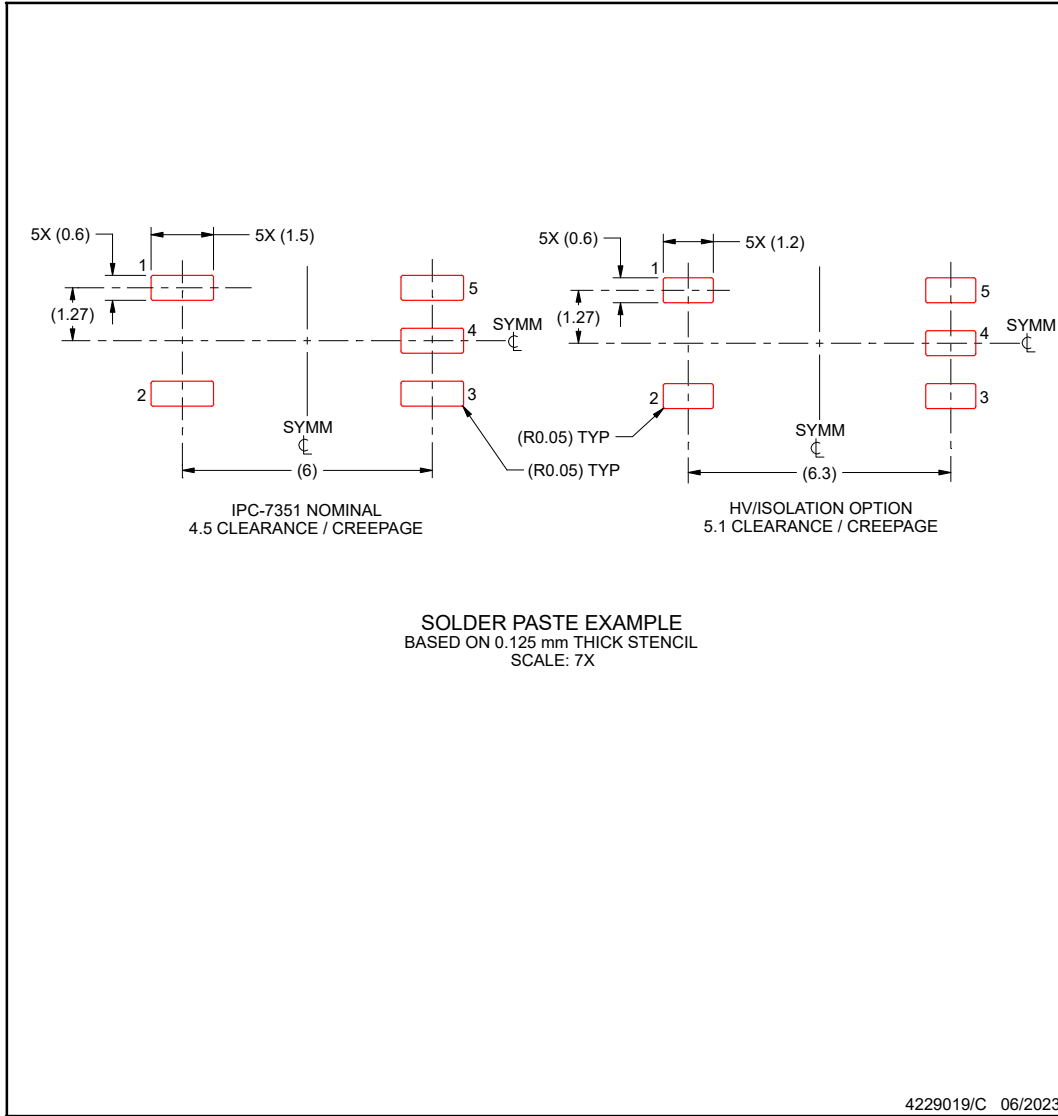 5X (0.6)
5X (1.5)
1
5
(1.27)
4
SYMM
℄
2
3
SYMM
℄
(R0.05) TYP
(6)
IPC-7351 NOMINAL
4.5 CLEARANCE / CREEPAGE
5X (0.6)
5X (1.2)
1
5
(1.27)
4
SYMM
℄
2
3
(R0.05) TYP
SYMM
℄
(6.3)
HV/ISOLATION OPTION
5.1 CLEARANCE / CREEPAGE
SOLDER PASTE EXAMPLE
BASED ON 0.125 mm THICK STENCIL
SCALE: 7X
4229019/C 06/2023